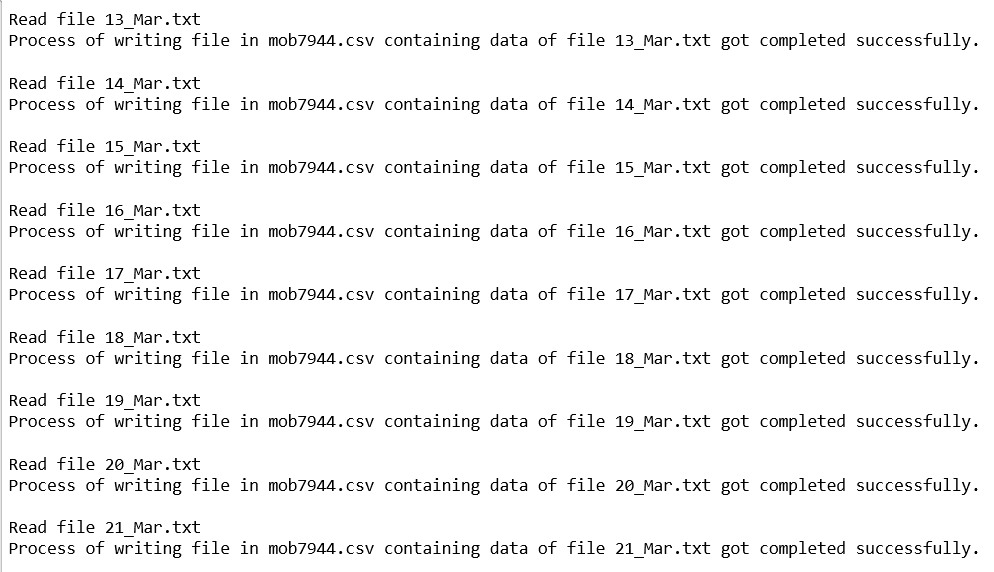 Read file 13_Mar.txt
Process of writing file in mob7944.csv containing data of file 13_Mar.txt got completed successfully.
Read file 14_Mar.txt
Process of writing file in mob7944.csv containing data of file 14_Mar.txt got completed successfully.
Read file 15_Mar.txt
Process of writing file in mob7944.csv containing data of file 15_Mar.txt got completed successfully.
Read file 16_Mar.txt
Process of writing file in mob7944.csv containing data of file 16_Mar.txt got completed successfully.
Read file 17_Mar.txt
Process of writing file in mob7944.csv containing data of file 17_Mar.txt got completed successfully.
Read file 18_Mar.txt
Process of writing file in mob7944.csv containing data of file 18_Mar.txt got completed successfully.
Read file 19_Mar.txt
Process of writing file in mob7944.csv containing data of file 19_Mar.txt got completed successfully.
Read file 20_Mar.txt
Process of writing file in mob7944.csv containing data of file 20_Mar.txt got completed successfully.
Read file 21_Mar.txt
Process of writing file in mob7944.csv containing data of file 21_Mar.txt got completed successfully.